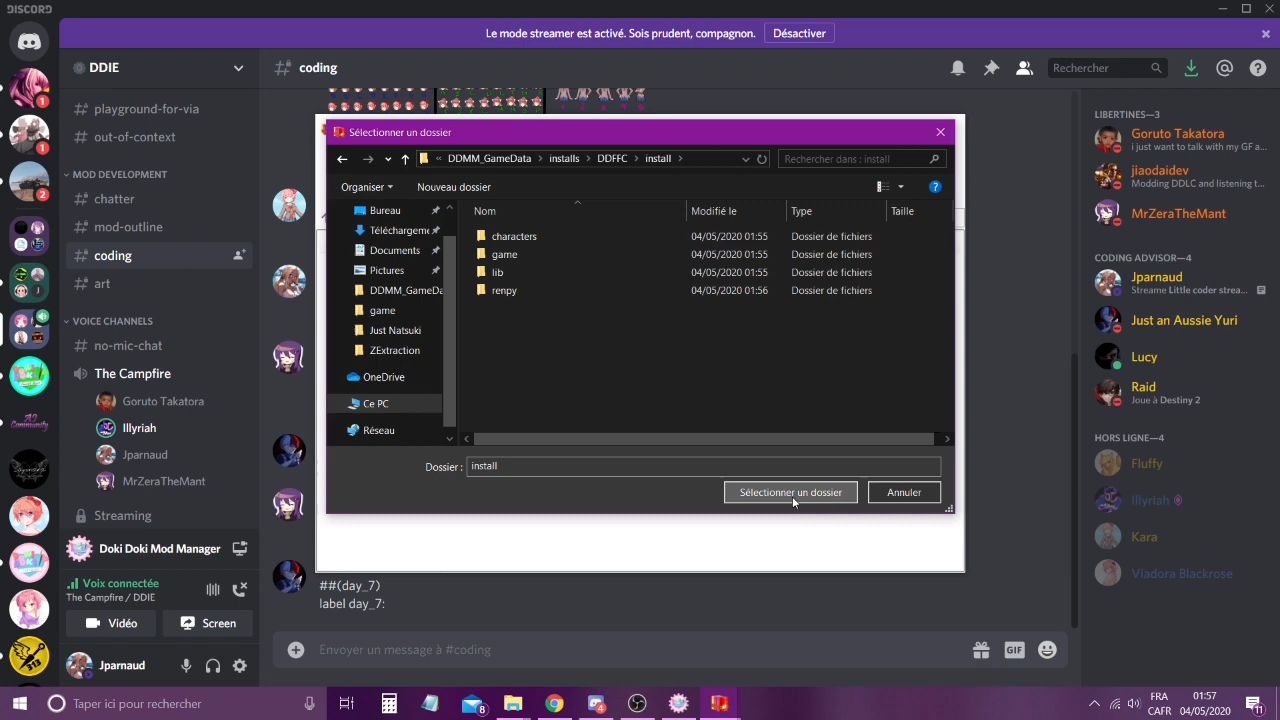 DISCORD
Le mode streamer est activé. Sois prudent, compagnon.
Désactiver
DDIE
coding
Rechercher
playground-for-via
out-of-context
MOD DEVELOPMENT
chatter
mod-outline
coding
art
VOICE CHANNELS
no-mic-chat
The Campfire
Goruto Takatora
Illyriah
Jparnaud
MrZeraTheMant
Streaming
Doki Doki Mod Manager
Voix connectée
The Campfire / DDIE
Vidéo
Screen
Jparnaud
1
1
2
Sélectionner un dossier
« DDMM_GameData > installs > DDFFC > install >
Rechercher dans : install
Organiser
Nouveau dossier
Bureau
Téléchargeme
Documents
Pictures
DDMM_GameDa
game
Just Natsuki
ZExtraction
OneDrive
Ce PC
Réseau
Nom Modifié le Type Taille
characters 04/05/2020 01:55 Dossier de fichiers
game 04/05/2020 01:55 Dossier de fichiers
lib 04/05/2020 01:55 Dossier de fichiers
renpy 04/05/2020 01:56 Dossier de fichiers
Dossier : install
Sélectionner un dossier
Annuler
##(day_7)
label day_7:
Envoyer un message à #coding
GIF
LIBERTINES—3
Goruto Takatora
i just want to talk with my GF a...
jiaodaidev
Modding DDLC and listening t...
MrZeraTheMant
CODING ADVISOR—4
Jparnaud
Streame Little coder strea...
Just an Aussie Yuri
Lucy
Raid
Joue à Destiny 2
HORS LIGNE—4
Fluffy
Illyriah
Kara
Viadora Blackrose
Taper ici pour rechercher
8
4
FRA
CAFR
01:57
04/05/2020
11